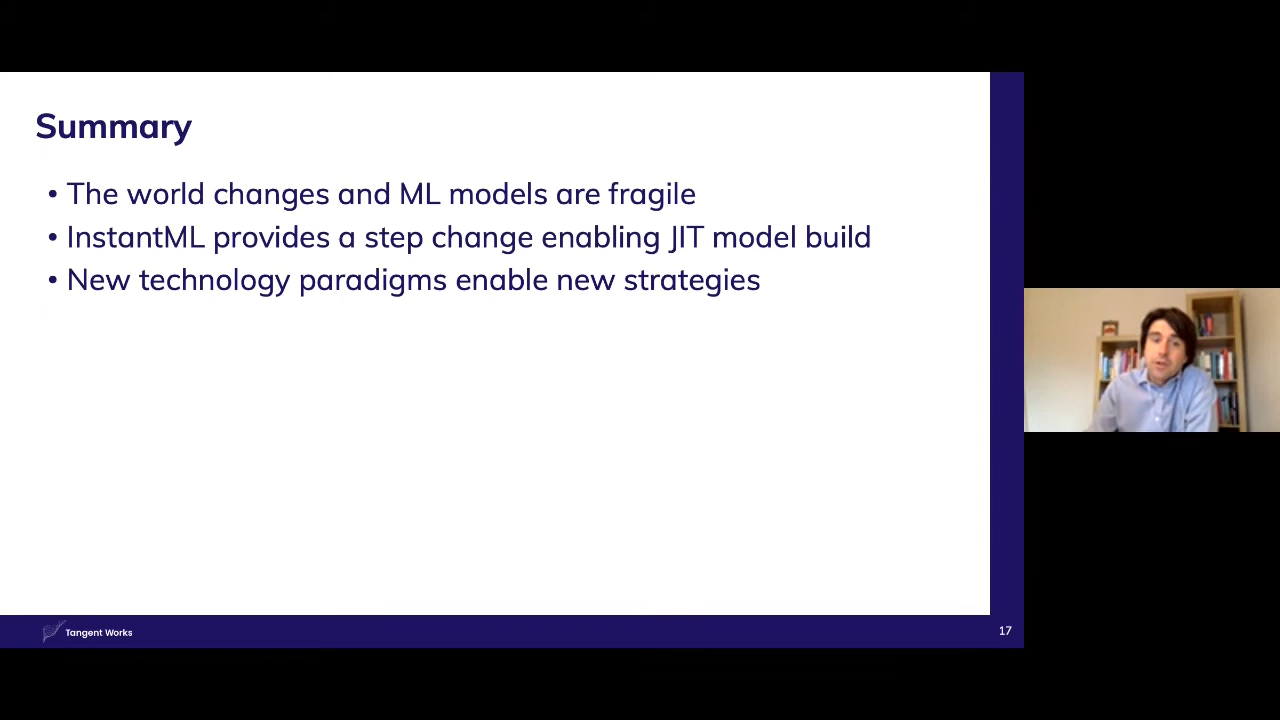 Summary
• The world changes and ML models are fragile
• InstantML provides a step change enabling JIT model build
• New technology paradigms enable new strategies
Tangent Works
17